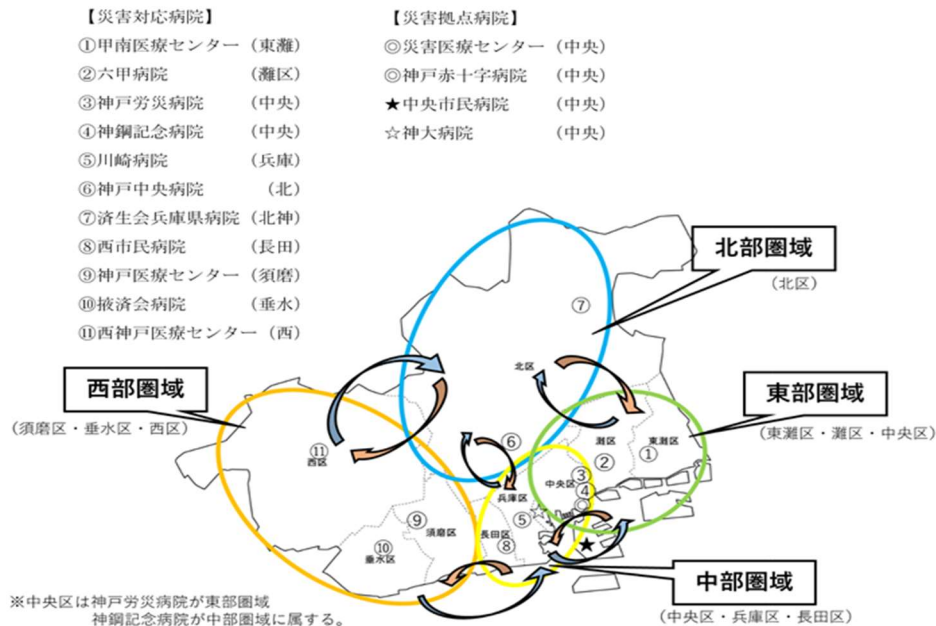 【災害対応病院】
①甲南医療センター（東灘）
②六甲病院　　　　（灘区）
③神戸労災病院　　（中央）
④神鋼記念病院　　（中央）
⑤川崎病院　　　　（兵庫）
⑥神戸中央病院　　　（北）
⑦済生会兵庫県病院（北神）
⑧西市民病院　　　（長田）
⑨神戸医療センター（須磨）
⑩掖済会病院　　　（垂水）
⑪西神戸医療センター（西）
【災害拠点病院】
◎災害医療センター（中央）
◎神戸赤十字病院　（中央）
★中央市民病院　　（中央）
☆神大病院　　　　（中央）
北部圏域
（北区）
⑦
北区
西部圏域
（須磨区・垂水区・西区）
東部圏域
（東灘区・灘区・中央区）
⑪
西区
⑥
灘区
②
東灘区
①
中央区
③
④
◎
兵庫区
⑤
☆
⑨
須磨区
長田区
⑧
★
⑩
垂水区
中部圏域
（中央区・兵庫区・長田区）
※中央区は神戸労災病院が東部圏域
神鋼記念病院が中部圏域に属する。